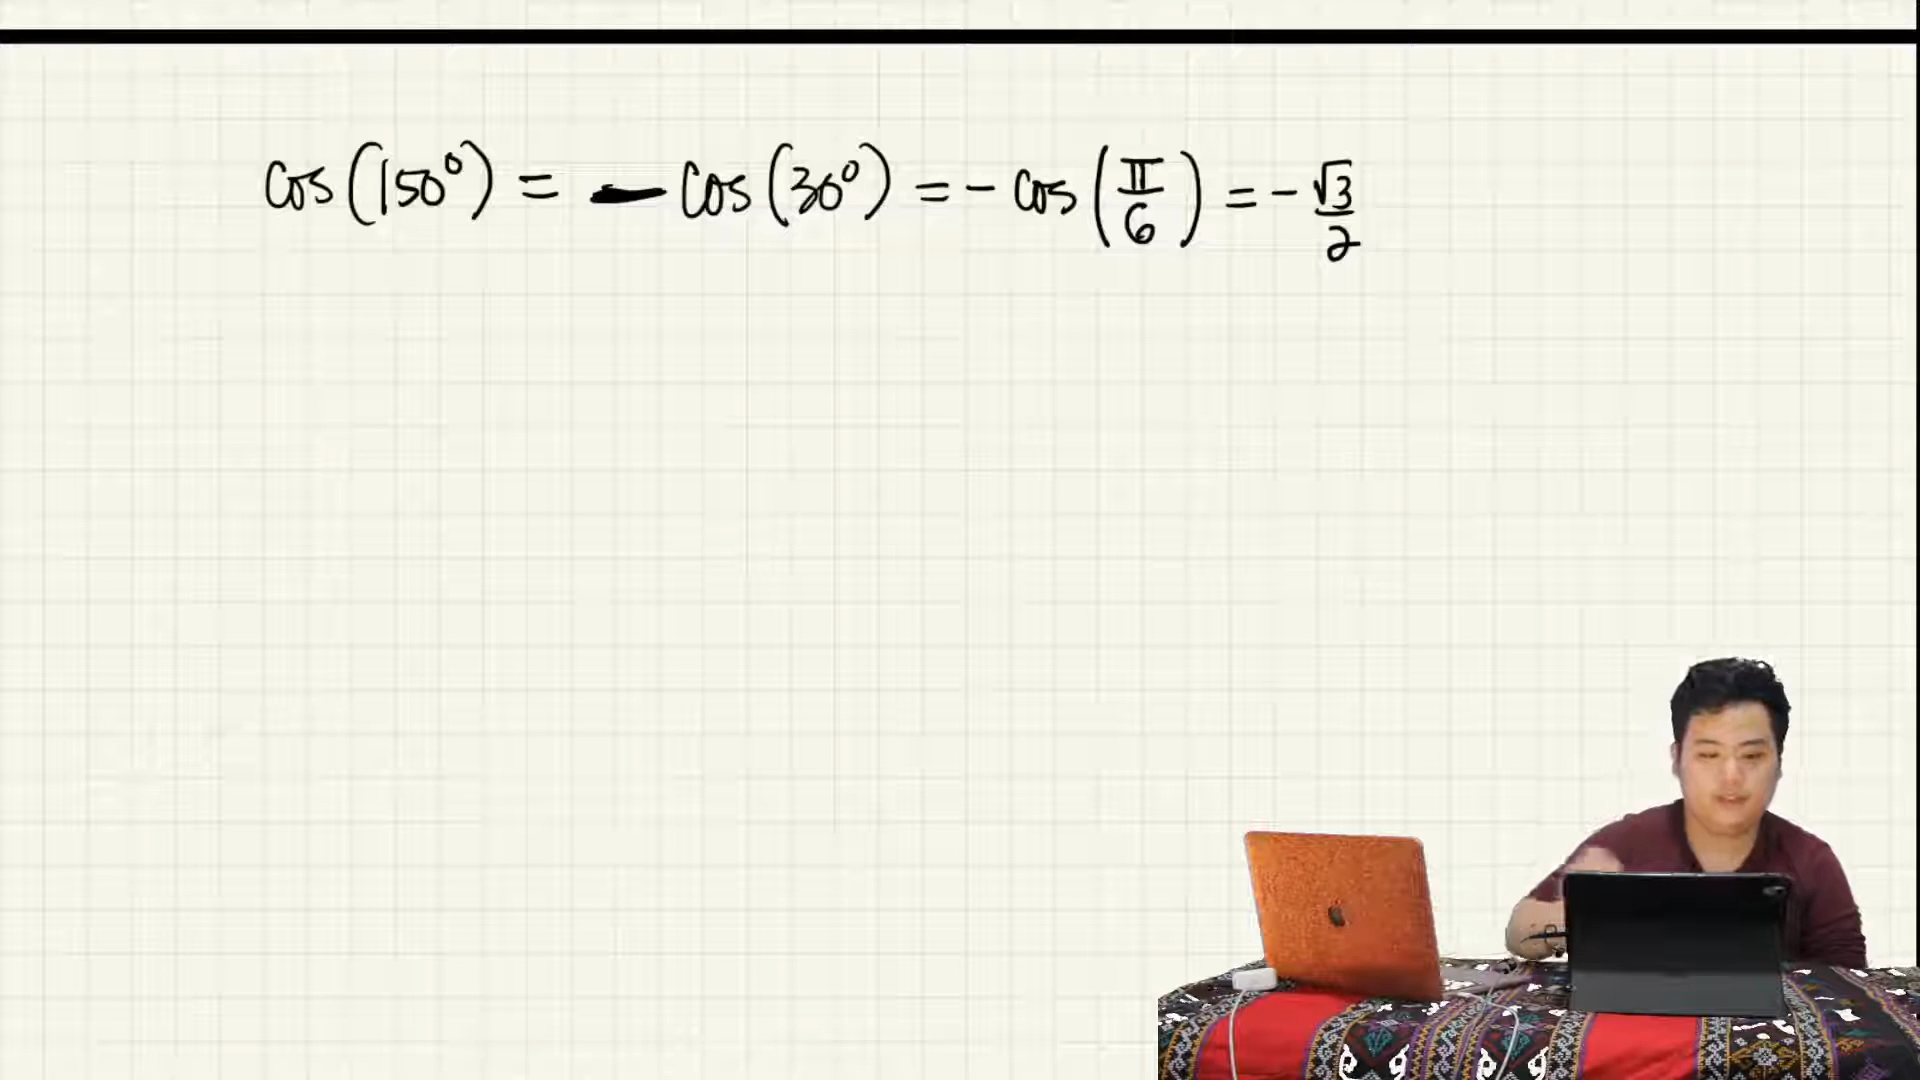 cos(150°) = - cos(30°) = - cos(π/6) = - √3/2